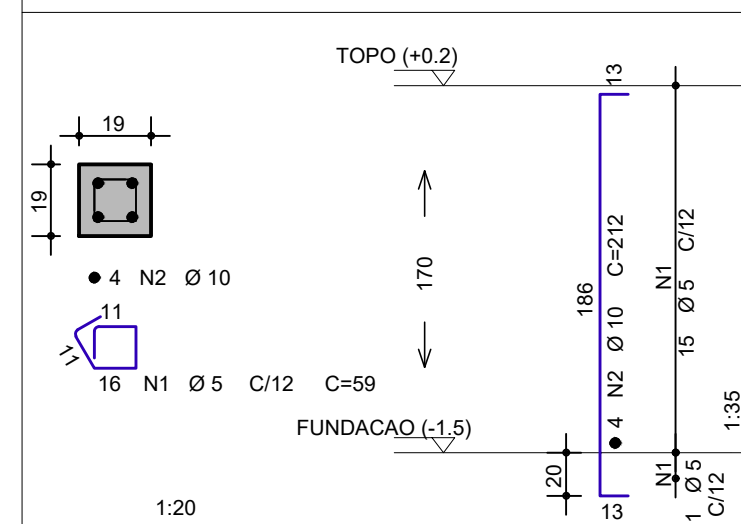 TOPO (+0.2)
19
19
4 N2 Ø 10
11
11
16 N1 Ø 5 C/12 C=59
1:20
170
FUNDACAO (-1.5)
13
186
4 N2 Ø 10 C=212
20
13
15 N1 Ø 5 C/12
1 N1 Ø 5 C/12
1:35